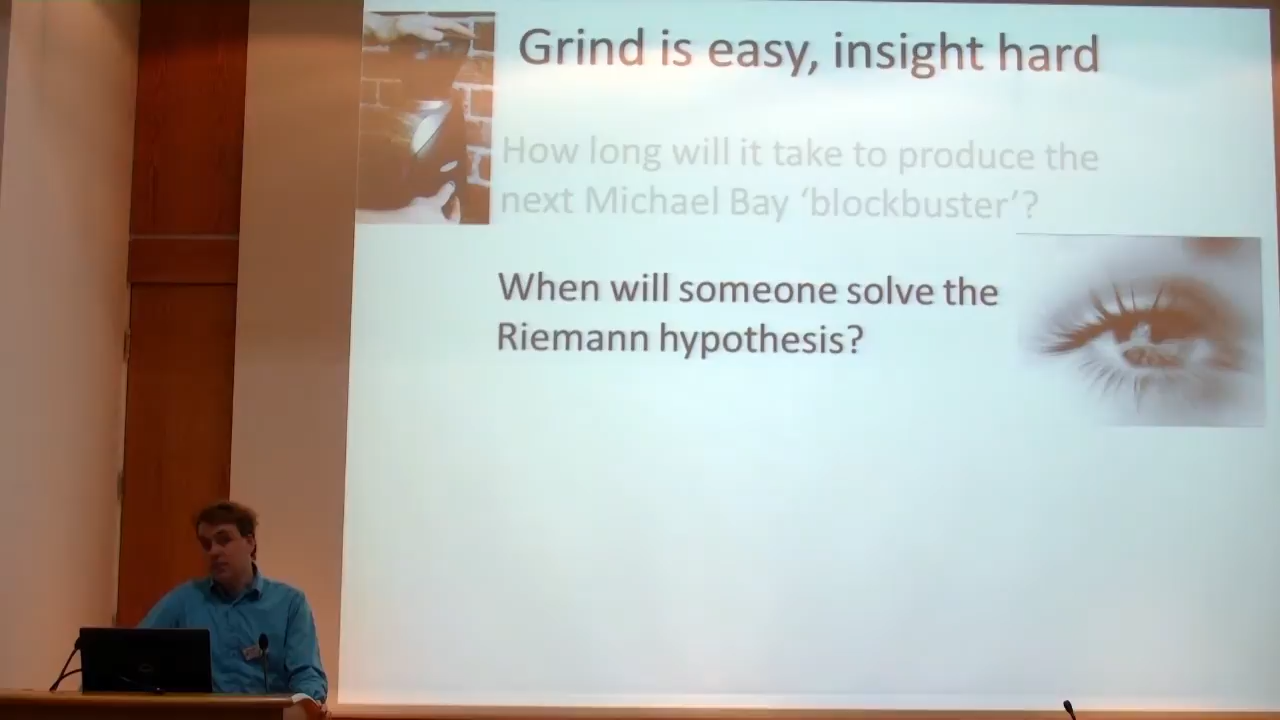 Grind is easy, insight hard
How long will it take to produce the
next Michael Bay ‘blockbuster’?
When will someone solve the
Riemann hypothesis?